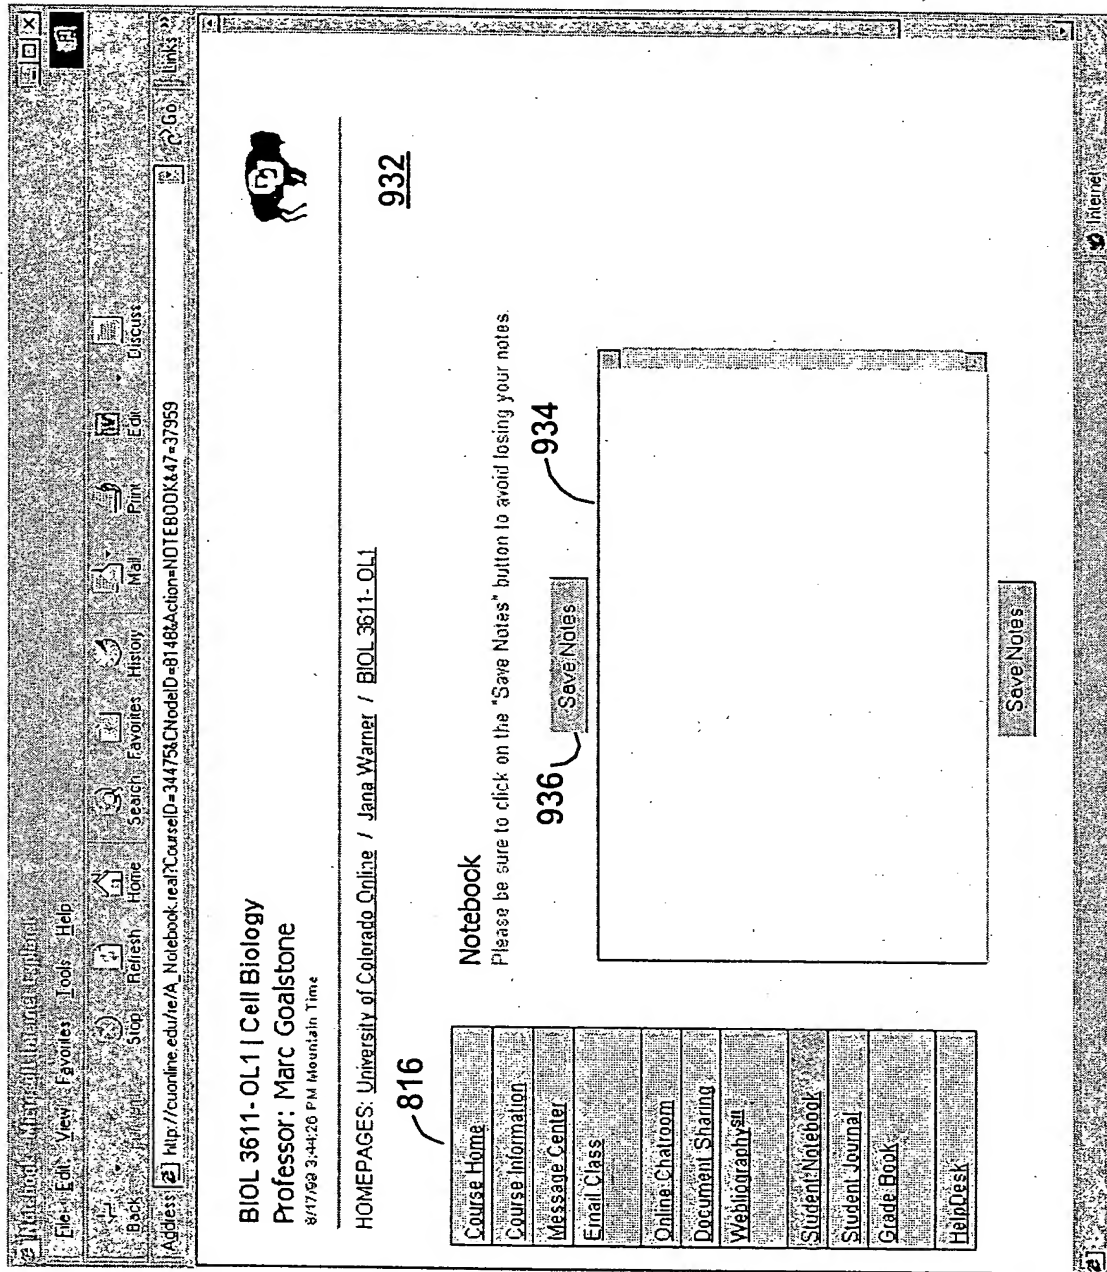 Notebook - Microsoft Internet Explorer
File Edit View Favorites Tools Help
Back Stop Refresh Home Search Favorites History Mail Print Edit Discuss
Address http://cuonline.edu/re/A_Notebook.real?CourseID=34475&CNodeID=8148&Action=NOTEBOOK&47=37959 Go Links »
BIOL 3611-OL1 | Cell Biology
Professor: Marc Goalstone
8/17/99 3:44:26 PM Mountain Time
HOMEPAGES: University of Colorado Online / Jana Warner / BIOL 3611-OL1
932
816
Course Home
Course Information
Message Center
Email Class
Online Chatroom
Document Sharing
Webliography
Student Notebook
Student Journal
Grade Book
HelpDesk
Notebook
Please be sure to click on the "Save Notes" button to avoid losing your notes.
936
Save Notes
934
Save Notes
Internet